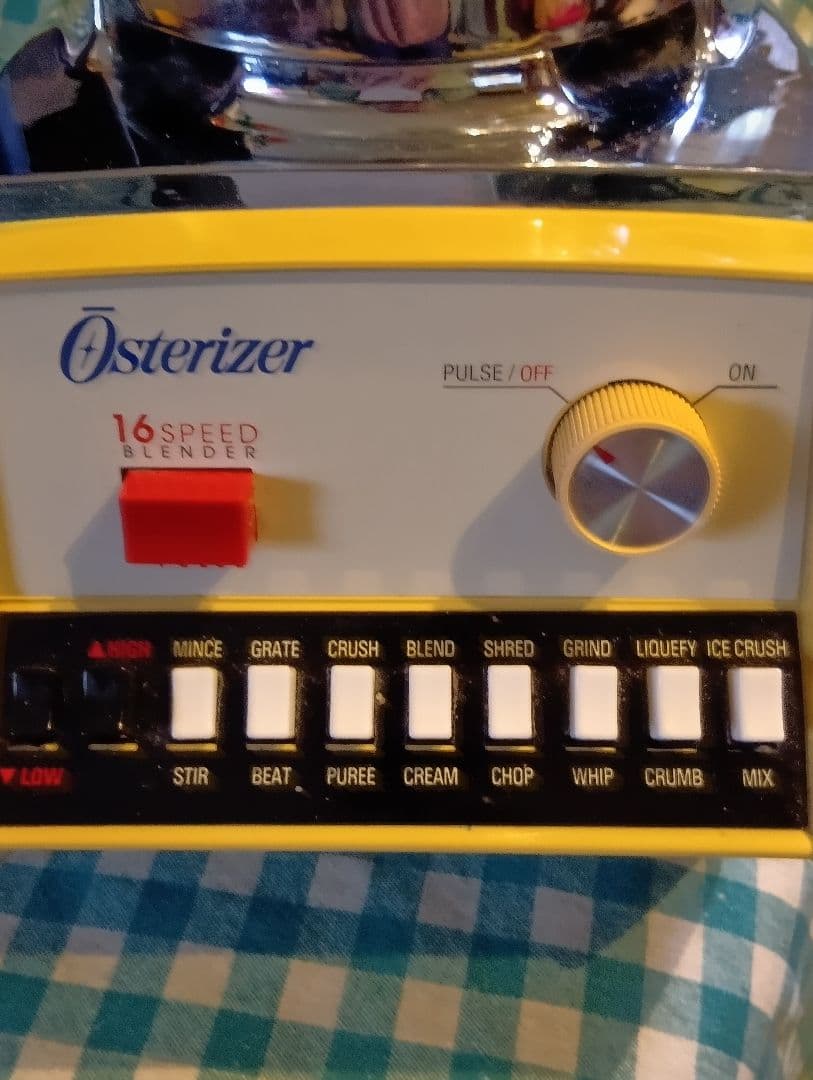 Ōsterizer
PULSE / OFF
ON
16 SPEED
BLENDER
▲HIGH MINCE GRATE CRUSH BLEND SHRED GRIND LIQUEFY ICE CRUSH
▼ LOW STIR BEAT PUREE CREAM CHOP WHIP CRUMB MIX